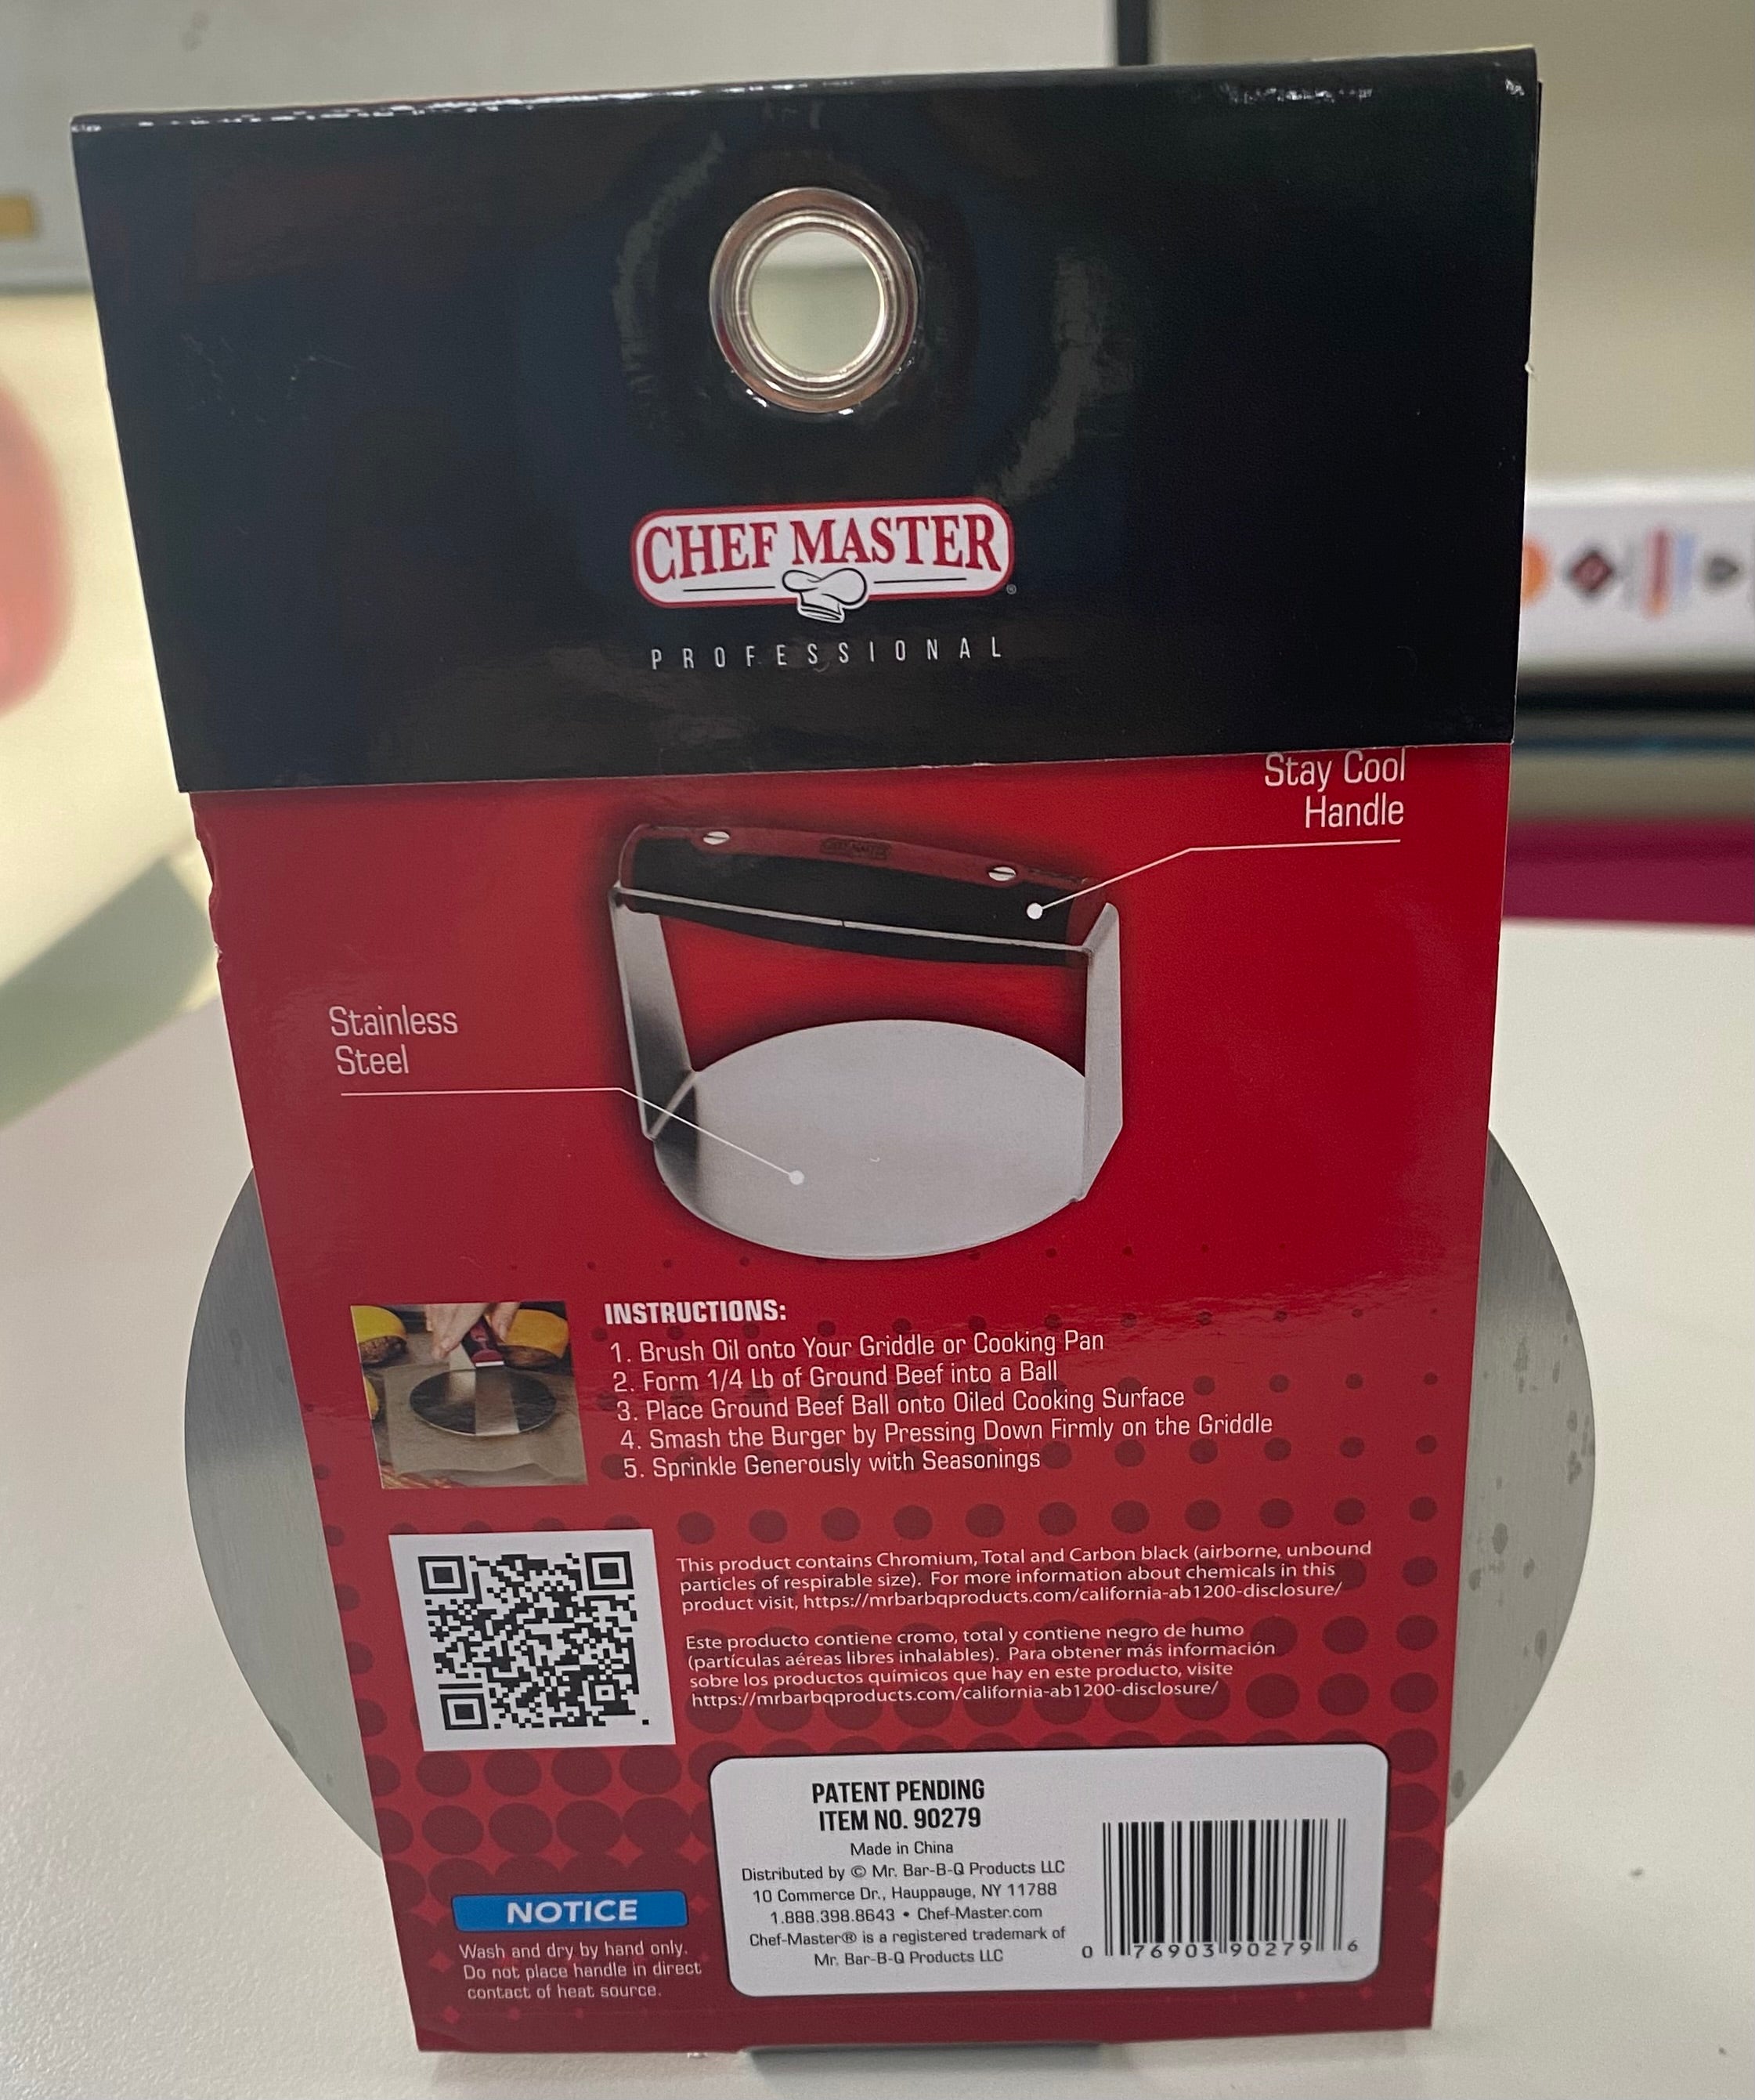 CHEF MASTER
®
PROFESSIONAL
Stay Cool
Handle
Stainless
Steel
INSTRUCTIONS:
1. Brush Oil onto Your Griddle or Cooking Pan
2. Form 1/4 Lb of Ground Beef into a Ball
3. Place Ground Beef Ball onto Oiled Cooking Surface
4. Smash the Burger by Pressing Down Firmly on the Griddle
5. Sprinkle Generously with Seasonings
This product contains Chromium, Total and Carbon black (airborne, unbound
particles of respirable size). For more information about chemicals in this
product visit, https://mrbarbqproducts.com/california-ab1200-disclosure/
Este producto contiene cromo, total y contiene negro de humo
(partículas aéreas libres inhalables). Para obtener más información
sobre los productos químicos que hay en este producto, visite
https://mrbarbqproducts.com/california-ab1200-disclosure/
NOTICE
Wash and dry by hand only.
Do not place handle in direct
contact of heat source.
PATENT PENDING
ITEM NO. 90279
Made in China
Distributed by © Mr. Bar-B-Q Products LLC
10 Commerce Dr., Hauppauge, NY 11788
1.888.398.8643 • Chef-Master.com
Chef-Master® is a registered trademark of
Mr. Bar-B-Q Products LLC
0 76903 90279 6